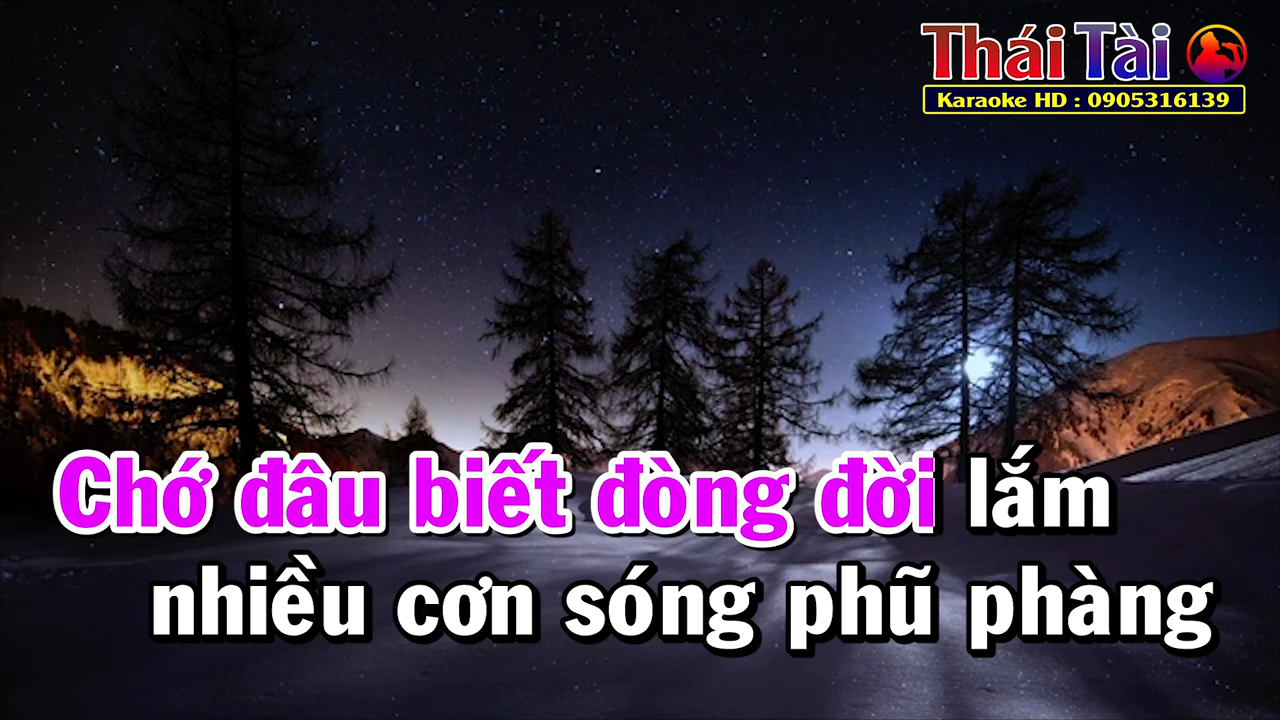 Thái Tài
Karaoke HD : 0905316139
Chớ đâu biết đòng đời lắm
nhiều cơn sóng phũ phàng